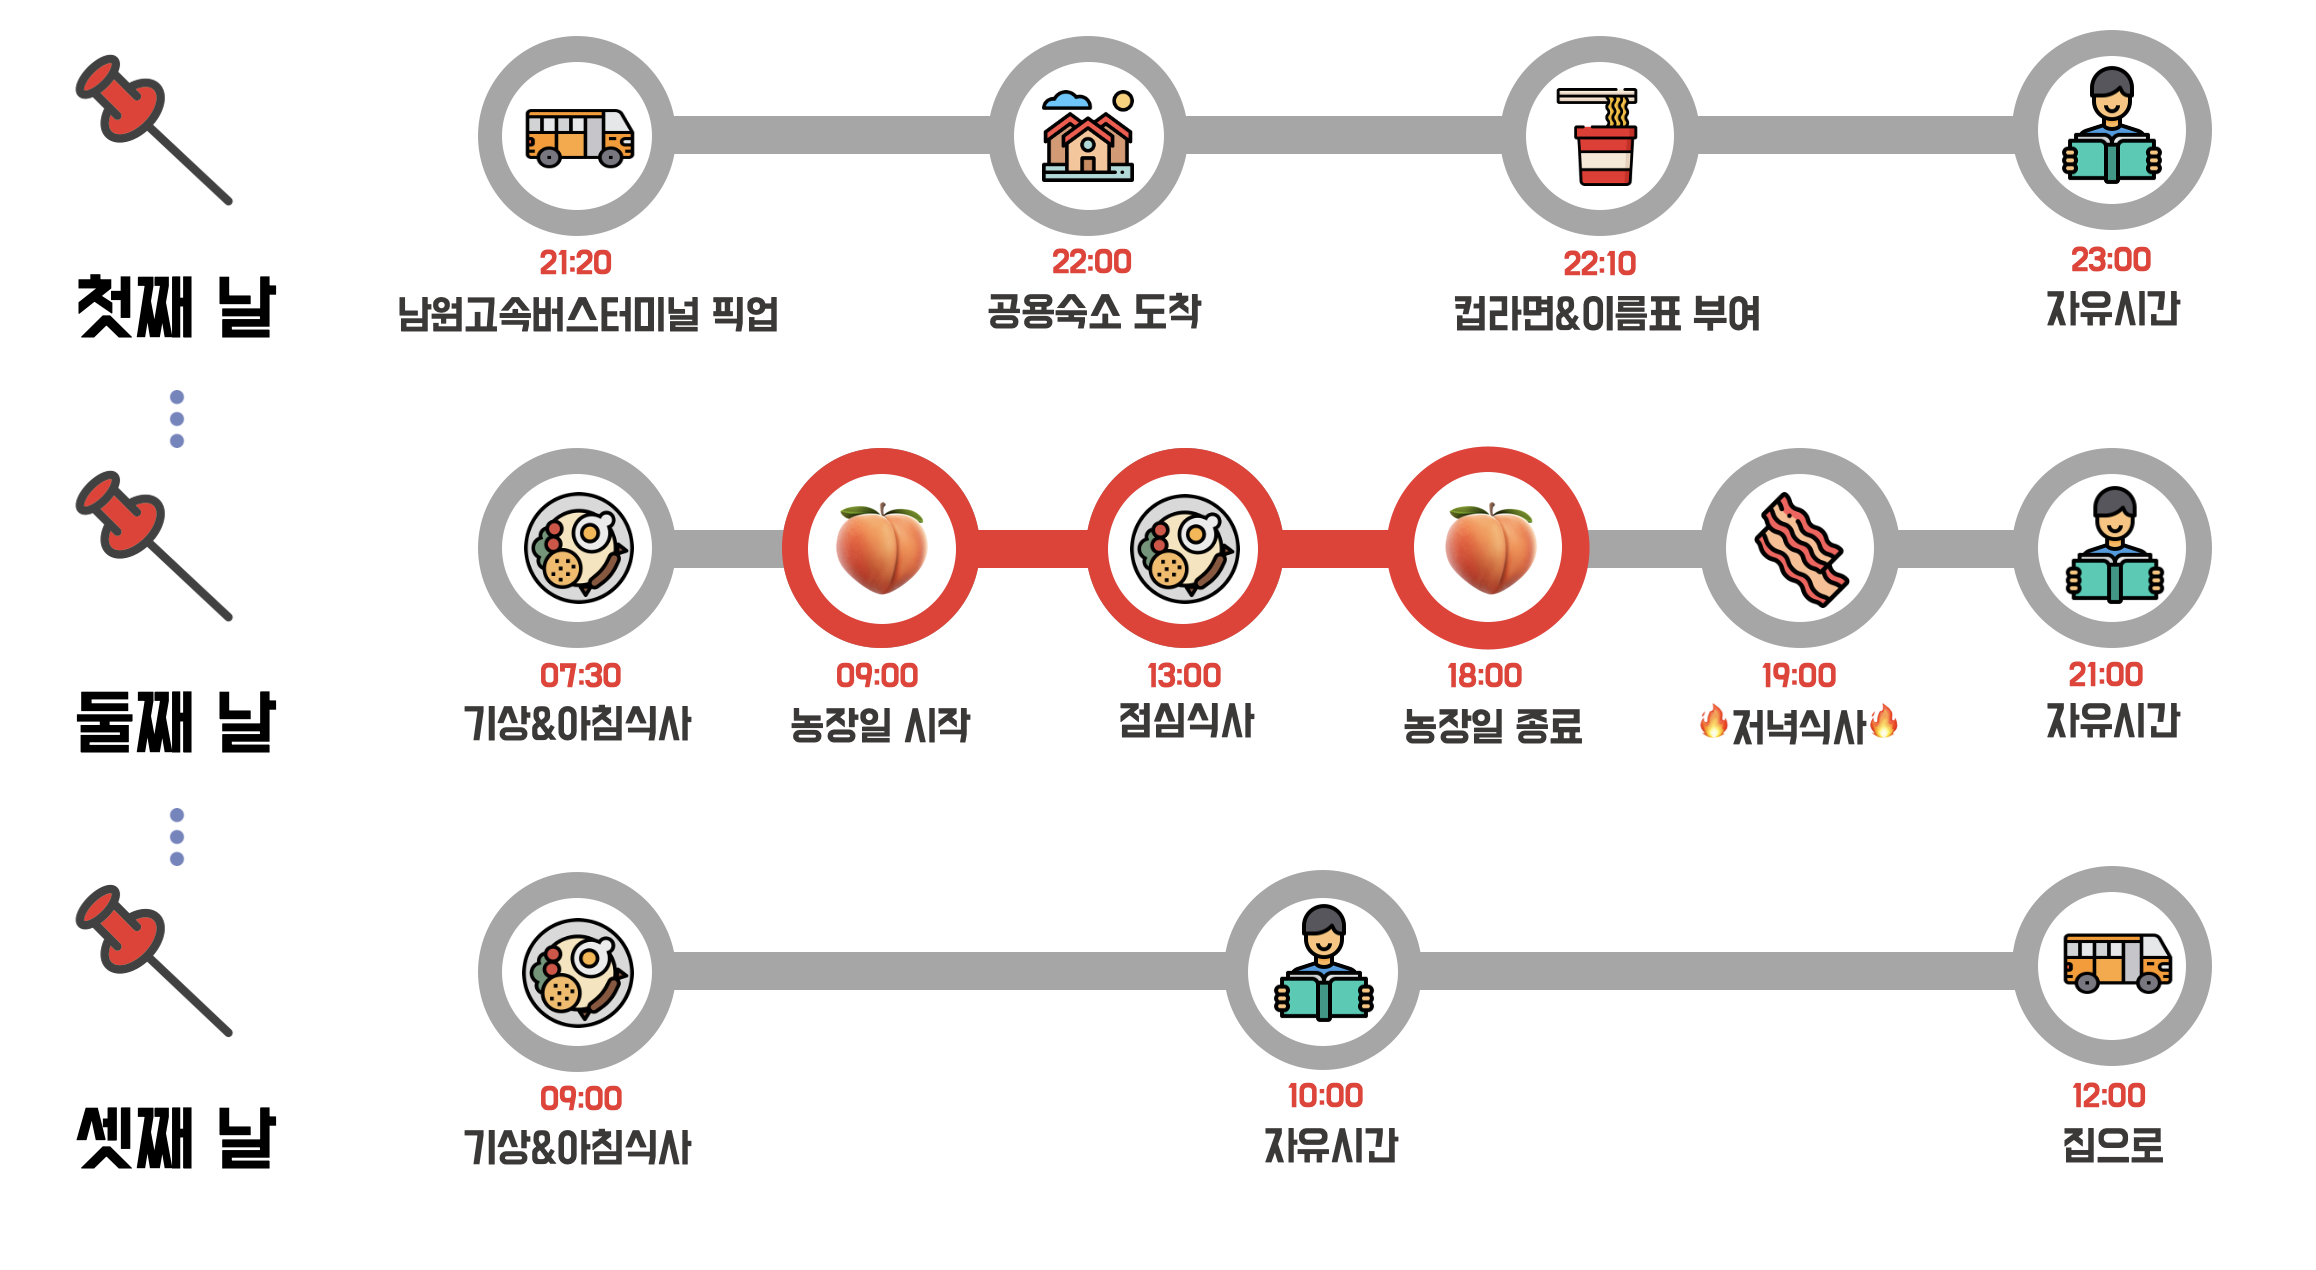 첫째 날
21:20
남원고속버스터미널 픽업
22:00
공용숙소 도착
22:10
컵라면&이름표 부여
23:00
자유시간
둘째 날
07:30
기상&아침식사
09:00
농장일 시작
13:00
점심식사
18:00
농장일 종료
19:00
🔥저녁식사🔥
21:00
자유시간
셋째 날
09:00
기상&아침식사
10:00
자유시간
12:00
집으로